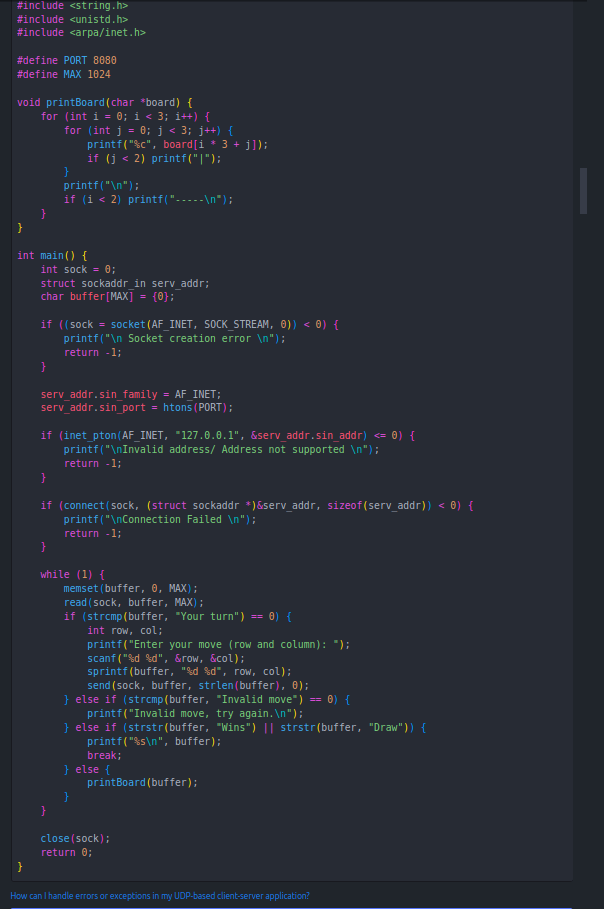 #include <string.h>
#include <unistd.h>
#include <arpa/inet.h>

#define PORT 8080
#define MAX 1024

void printBoard(char *board) {
    for (int i = 0; i < 3; i++) {
        for (int j = 0; j < 3; j++) {
            printf("%c", board[i * 3 + j]);
            if (j < 2) printf("|");
        }
        printf("\n");
        if (i < 2) printf("-----\n");
    }
}

int main() {
    int sock = 0;
    struct sockaddr_in serv_addr;
    char buffer[MAX] = {0};

    if ((sock = socket(AF_INET, SOCK_STREAM, 0)) < 0) {
        printf("\n Socket creation error \n");
        return -1;
    }

    serv_addr.sin_family = AF_INET;
    serv_addr.sin_port = htons(PORT);

    if (inet_pton(AF_INET, "127.0.0.1", &serv_addr.sin_addr) <= 0) {
        printf("\nInvalid address/ Address not supported \n");
        return -1;
    }

    if (connect(sock, (struct sockaddr *)&serv_addr, sizeof(serv_addr)) < 0) {
        printf("\nConnection Failed \n");
        return -1;
    }

    while (1) {
        memset(buffer, 0, MAX);
        read(sock, buffer, MAX);
        if (strcmp(buffer, "Your turn") == 0) {
            int row, col;
            printf("Enter your move (row and column): ");
            scanf("%d %d", &row, &col);
            sprintf(buffer, "%d %d", row, col);
            send(sock, buffer, strlen(buffer), 0);
        } else if (strcmp(buffer, "Invalid move") == 0) {
            printf("Invalid move, try again.\n");
        } else if (strstr(buffer, "Wins") || strstr(buffer, "Draw")) {
            printf("%s\n", buffer);
            break;
        } else {
            printBoard(buffer);
        }
    }

    close(sock);
    return 0;
}
How can I handle errors or exceptions in my UDP-based client-server application?